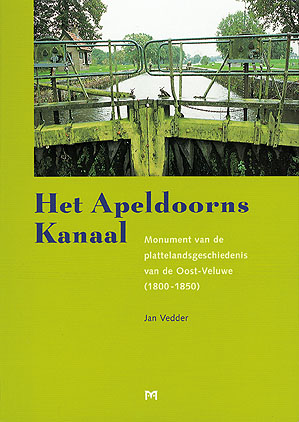 Het Apeldoorns
Kanaal
Monument van de
plattelandsgeschiedenis
van de Oost-Veluwe
(1800-1850)
Jan Vedder